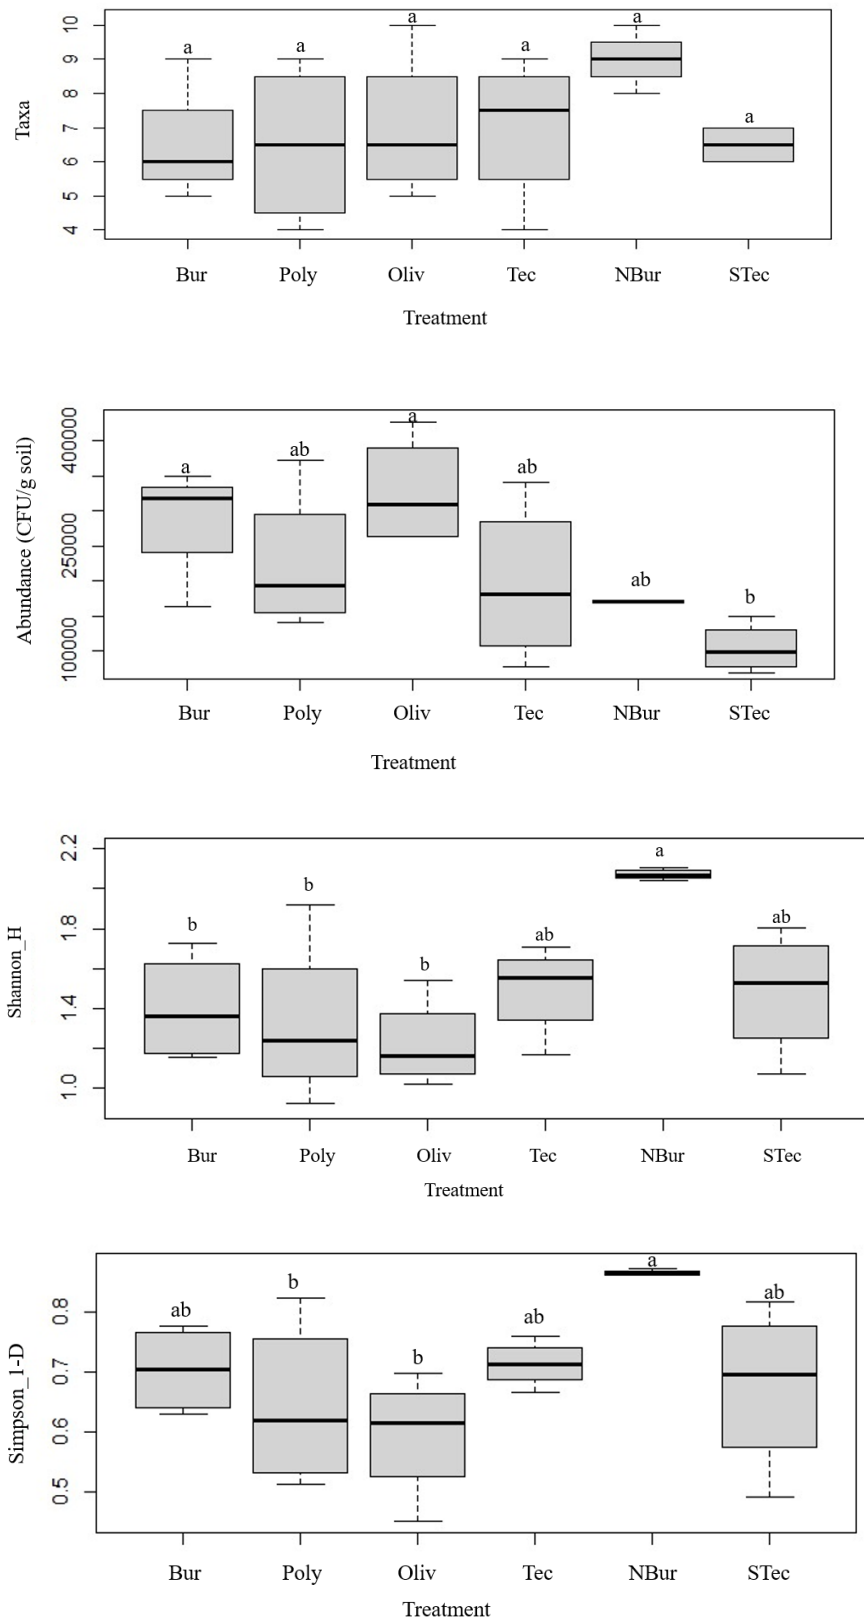 Taxa
10
9
8
7
6
5
4
a a a a a a
Bur Poly Oliv Tec NBur STec
Treatment
Abundance (CFU/g soil)
400000
250000
100000
a ab a ab ab b
Bur Poly Oliv Tec NBur STec
Treatment
Shannon_H
2.2
1.8
1.4
1.0
b b b ab a ab
Bur Poly Oliv Tec NBur STec
Treatment
Simpson_1-D
0.8
0.7
0.6
0.5
ab b b ab a ab
Bur Poly Oliv Tec NBur STec
Treatment